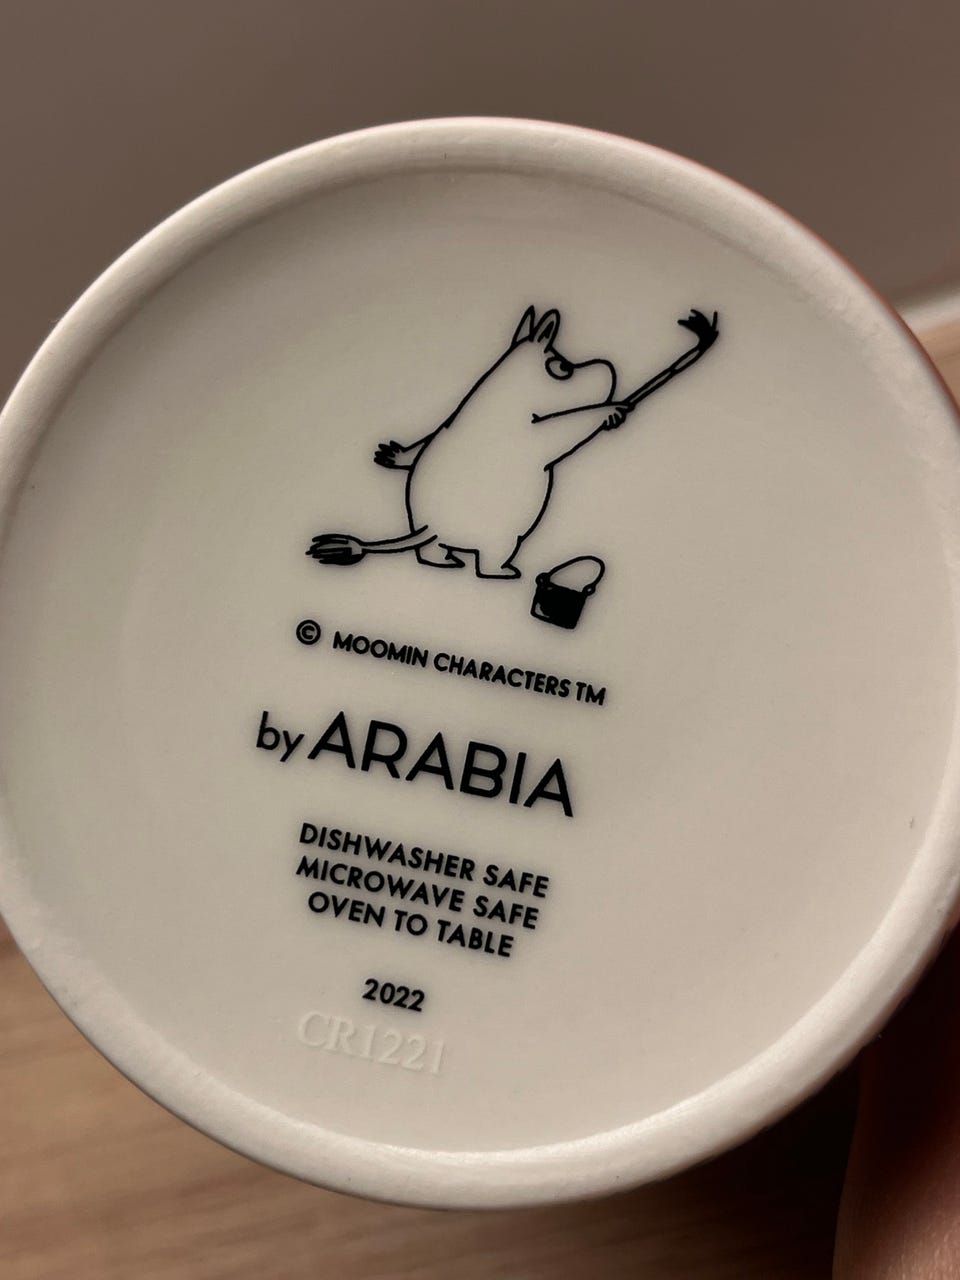 © MOOMIN CHARACTERS TM
by ARABIA
DISHWASHER SAFE
MICROWAVE SAFE
OVEN TO TABLE
2022
CR1221